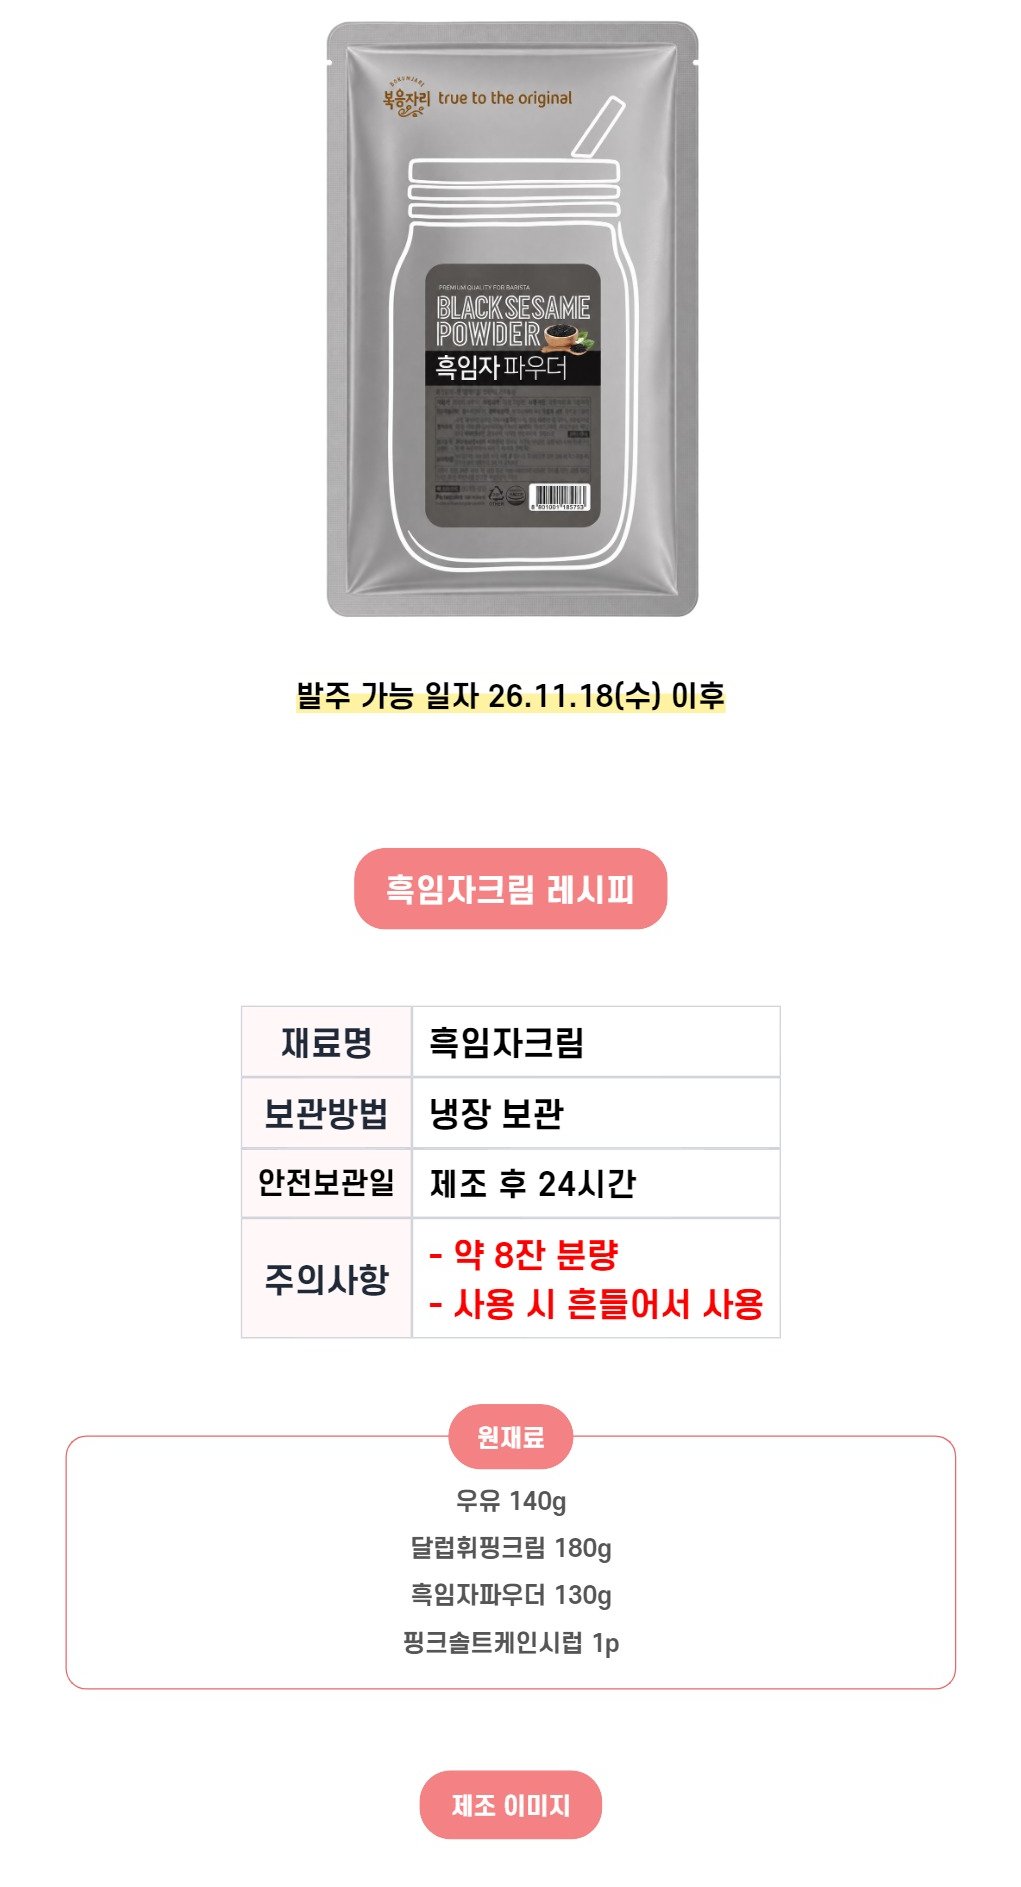 BOKUMJARI
복음자리 true to the original
PREMIUM QUALITY FOR BARISTA
BLACK SESAME
POWDER
흑임자 파우더
8 801001 185753
발주 가능 일자 26.11.18(수) 이후
흑임자크림 레시피
재료명 흑임자크림
보관방법 냉장 보관
안전보관일 제조 후 24시간
주의사항 - 약 8잔 분량
- 사용 시 흔들어서 사용
원재료
우유 140g
달럽휘핑크림 180g
흑임자파우더 130g
핑크솔트케인시럽 1p
제조 이미지